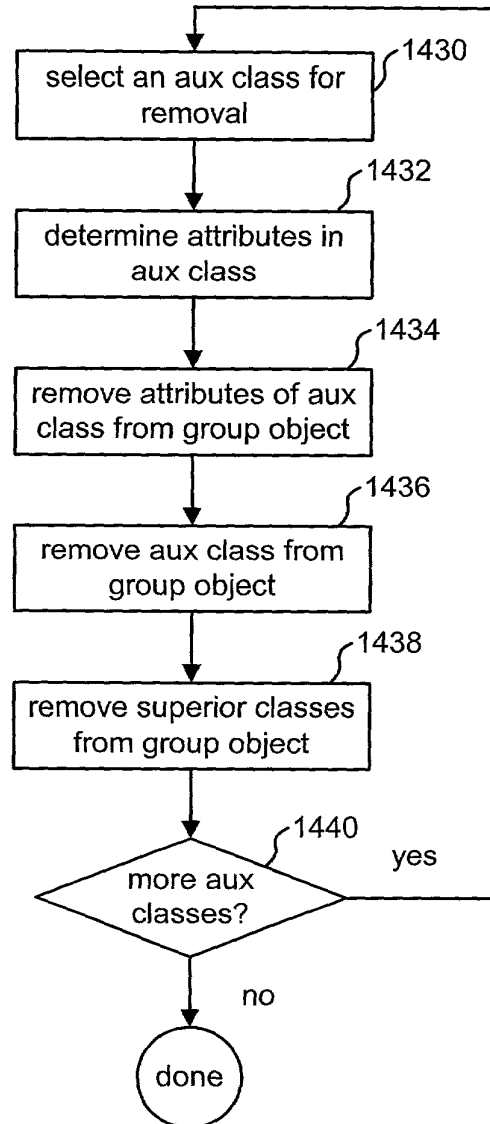 1430
select an aux class for
removal
1432
determine attributes in
aux class
1434
remove attributes of aux
class from group object
1436
remove aux class from
group object
1438
remove superior classes
from group object
1440
more aux
classes?
yes
no
done